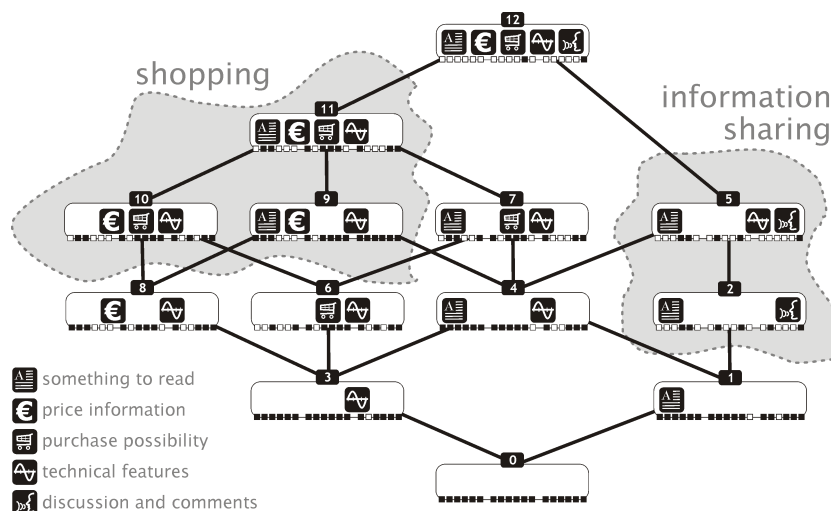 12
shopping
information
sharing
11
10
9
7
5
8
6
4
2
something to read
price information
3
1
purchase possibility
technical features
0
discussion and comments